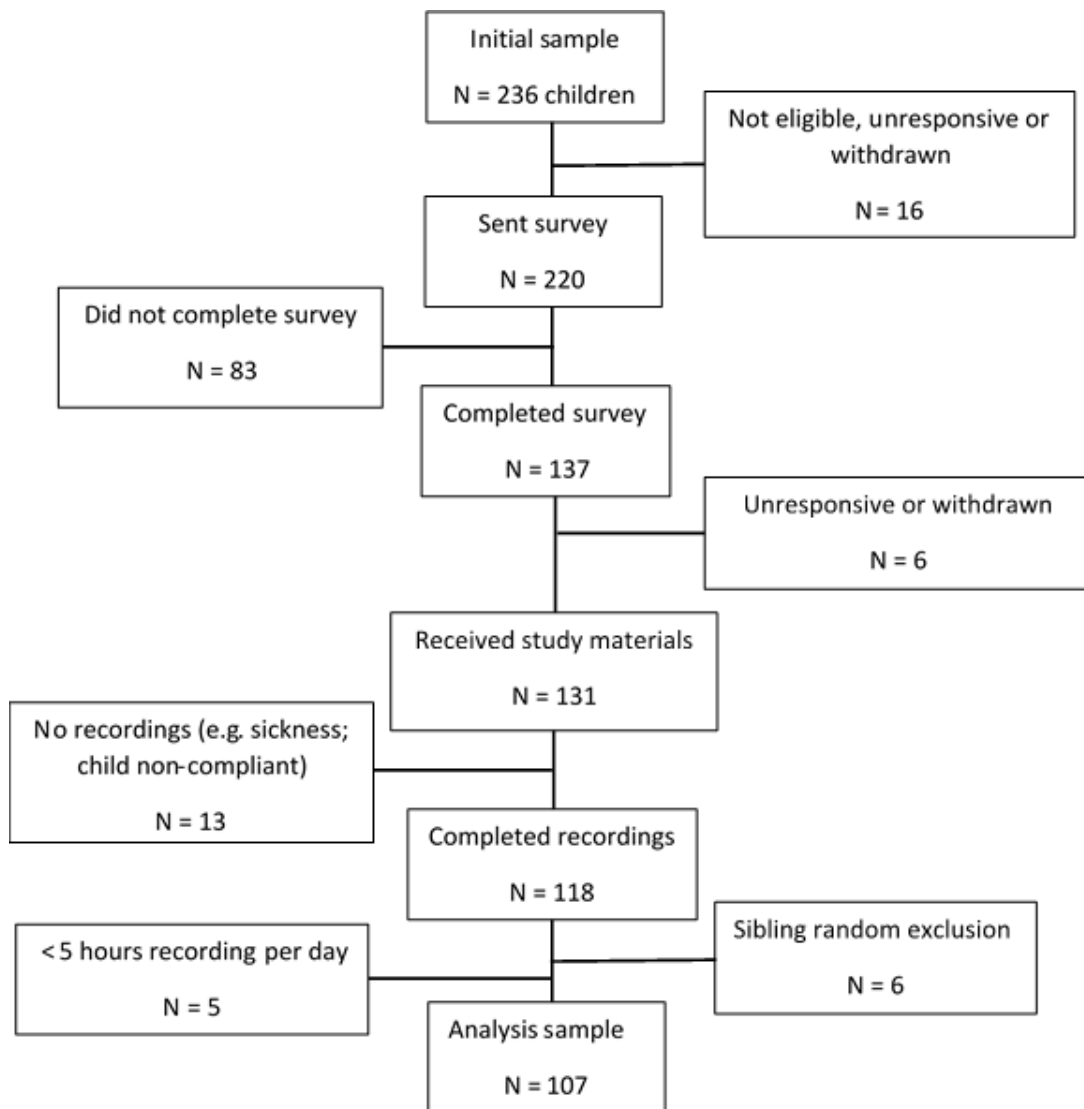 Initial sample
N = 236 children
Not eligible, unresponsive or
withdrawn
N = 16
Sent survey
N = 220
Did not complete survey
N = 83
Completed survey
N = 137
Unresponsive or withdrawn
N = 6
Received study materials
N = 131
No recordings (e.g. sickness;
child non-compliant)
N = 13
Completed recordings
N = 118
Sibling random exclusion
N = 6
< 5 hours recording per day
N = 5
Analysis sample
N = 107